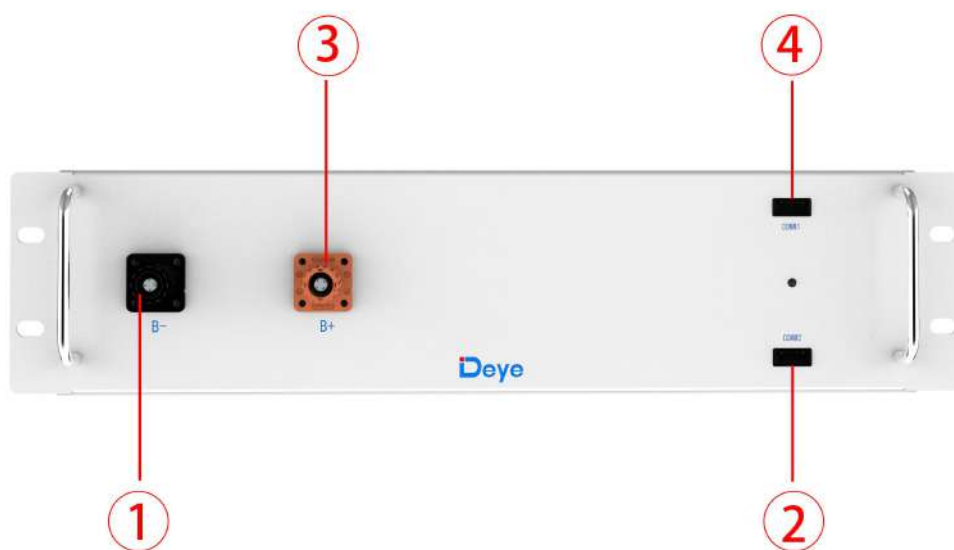 ③
④
COMM1
B-
B+
COMM2
Deye
①
②